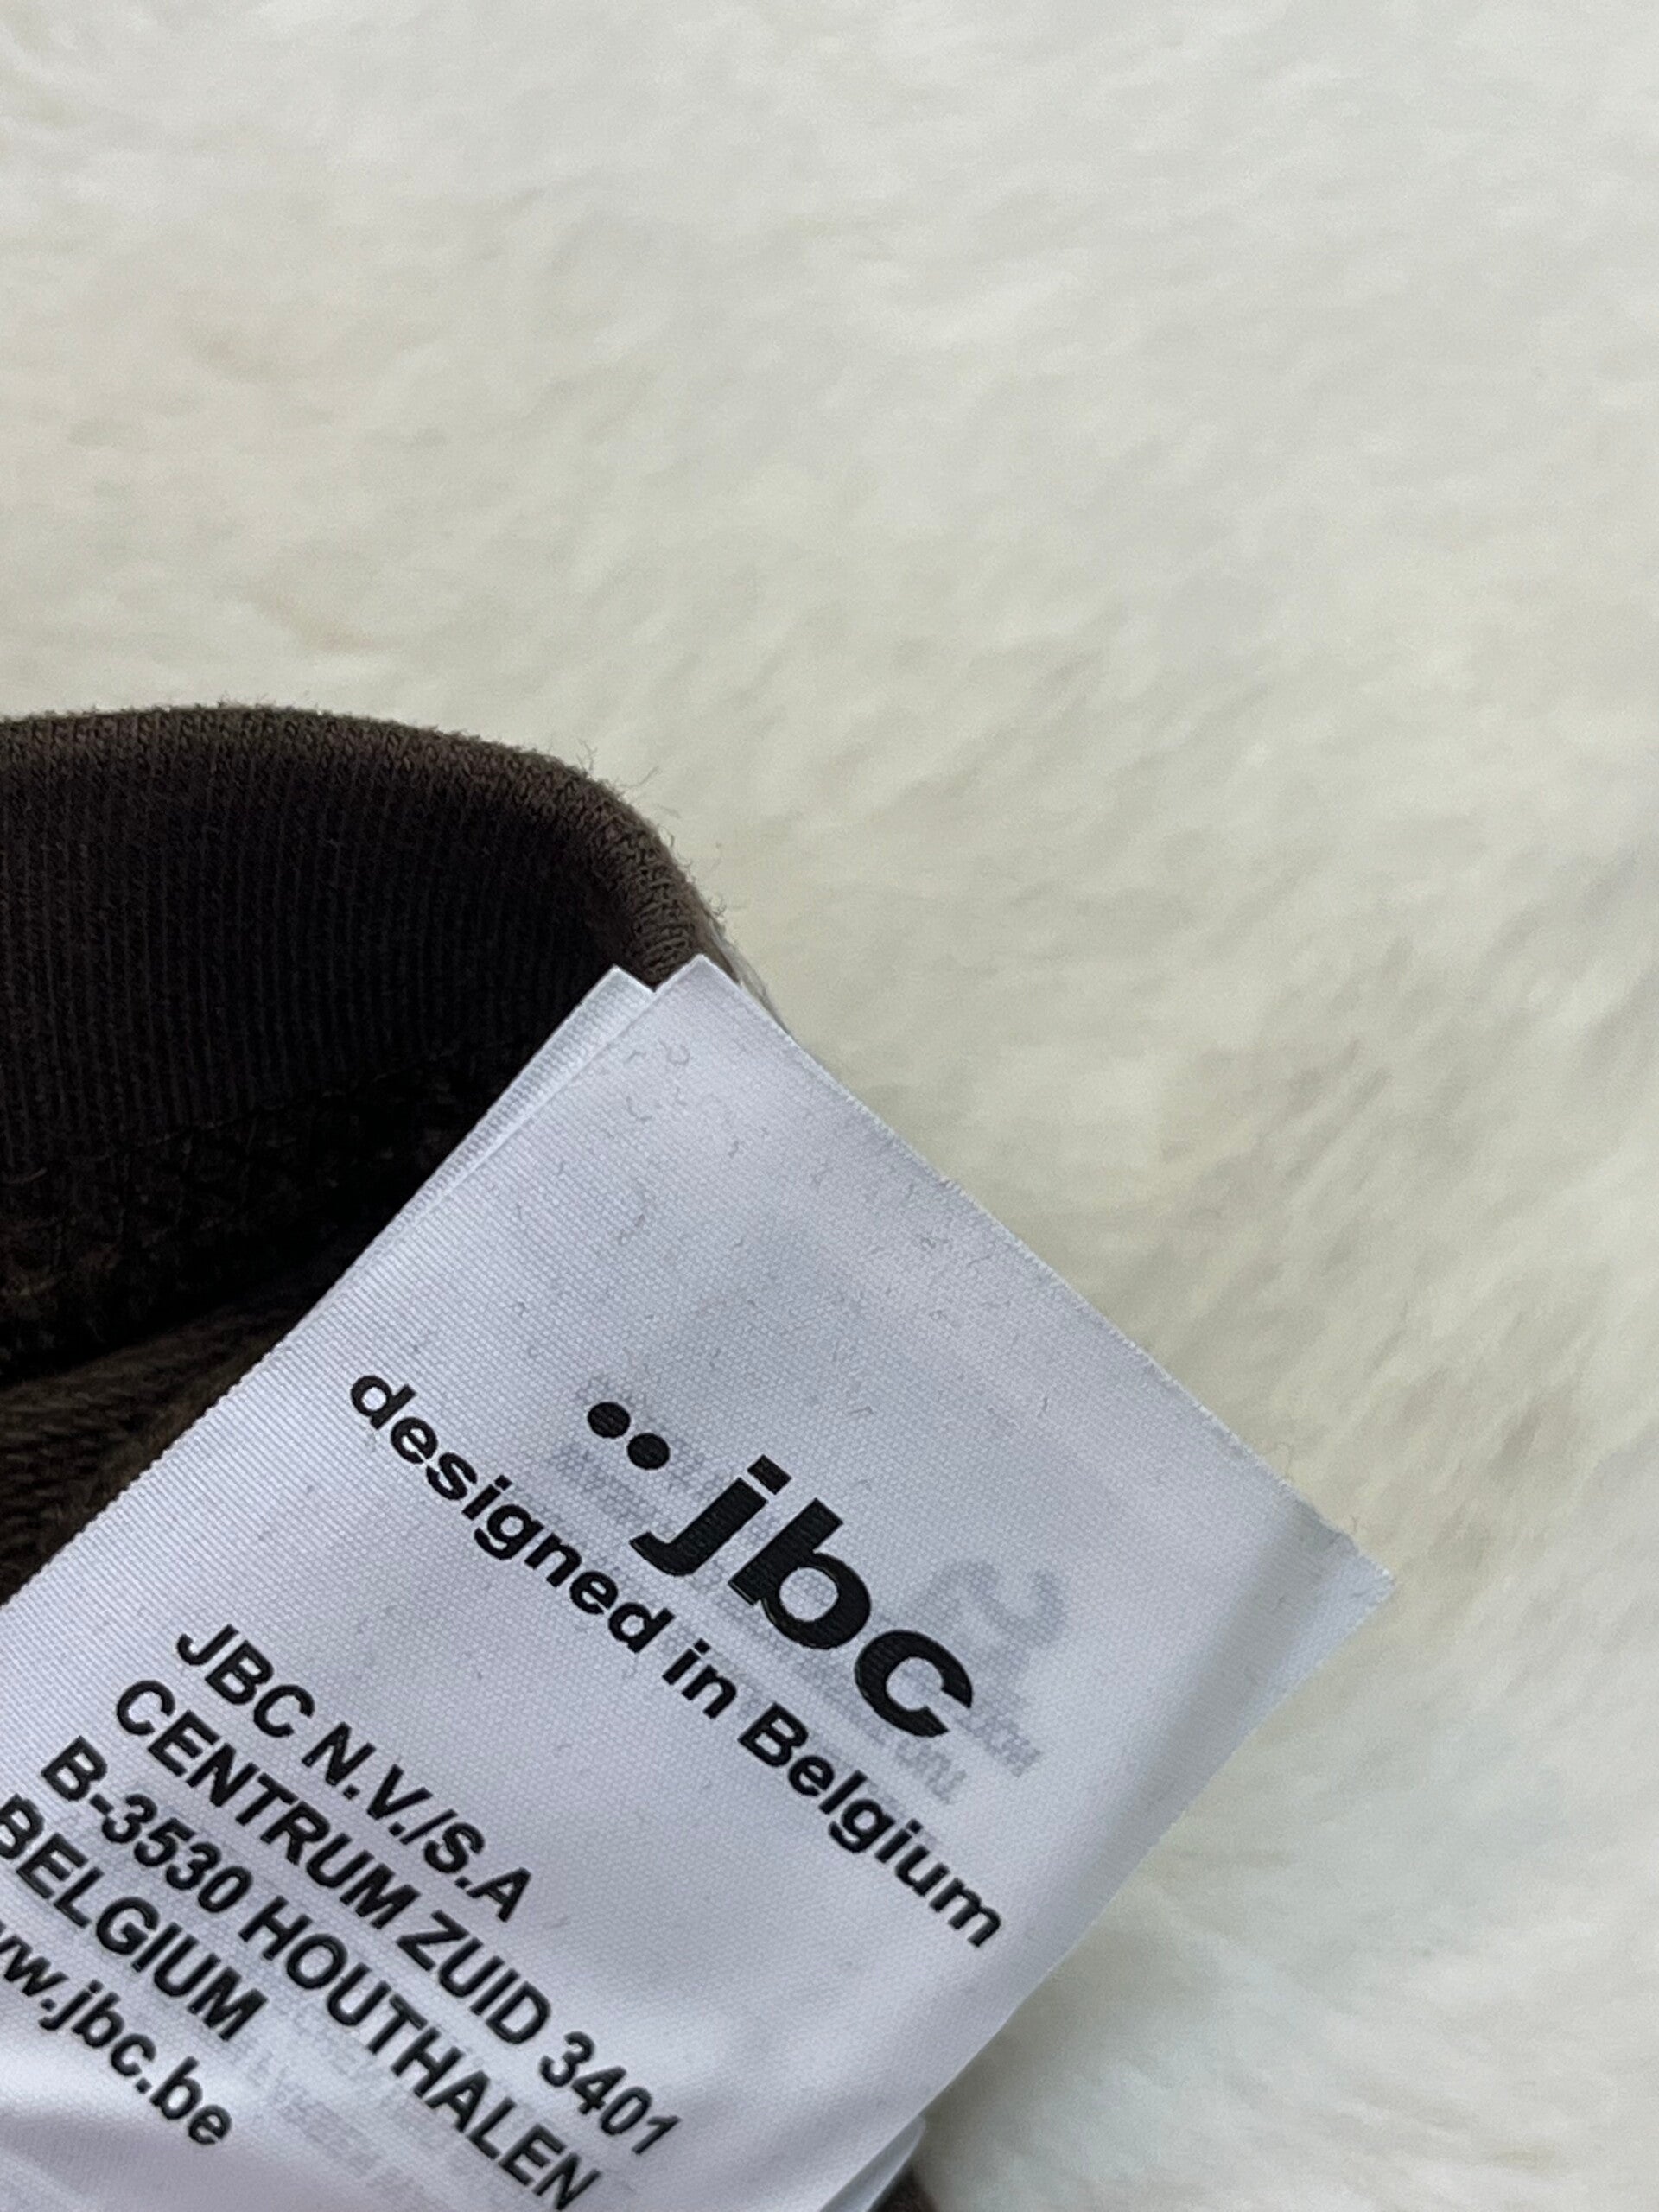 jbc
designed in Belgium
JBC N.V./S.A
CENTRUM ZUID 3401
B-3530 HOUTHALEN
BELGIUM
www.jbc.be